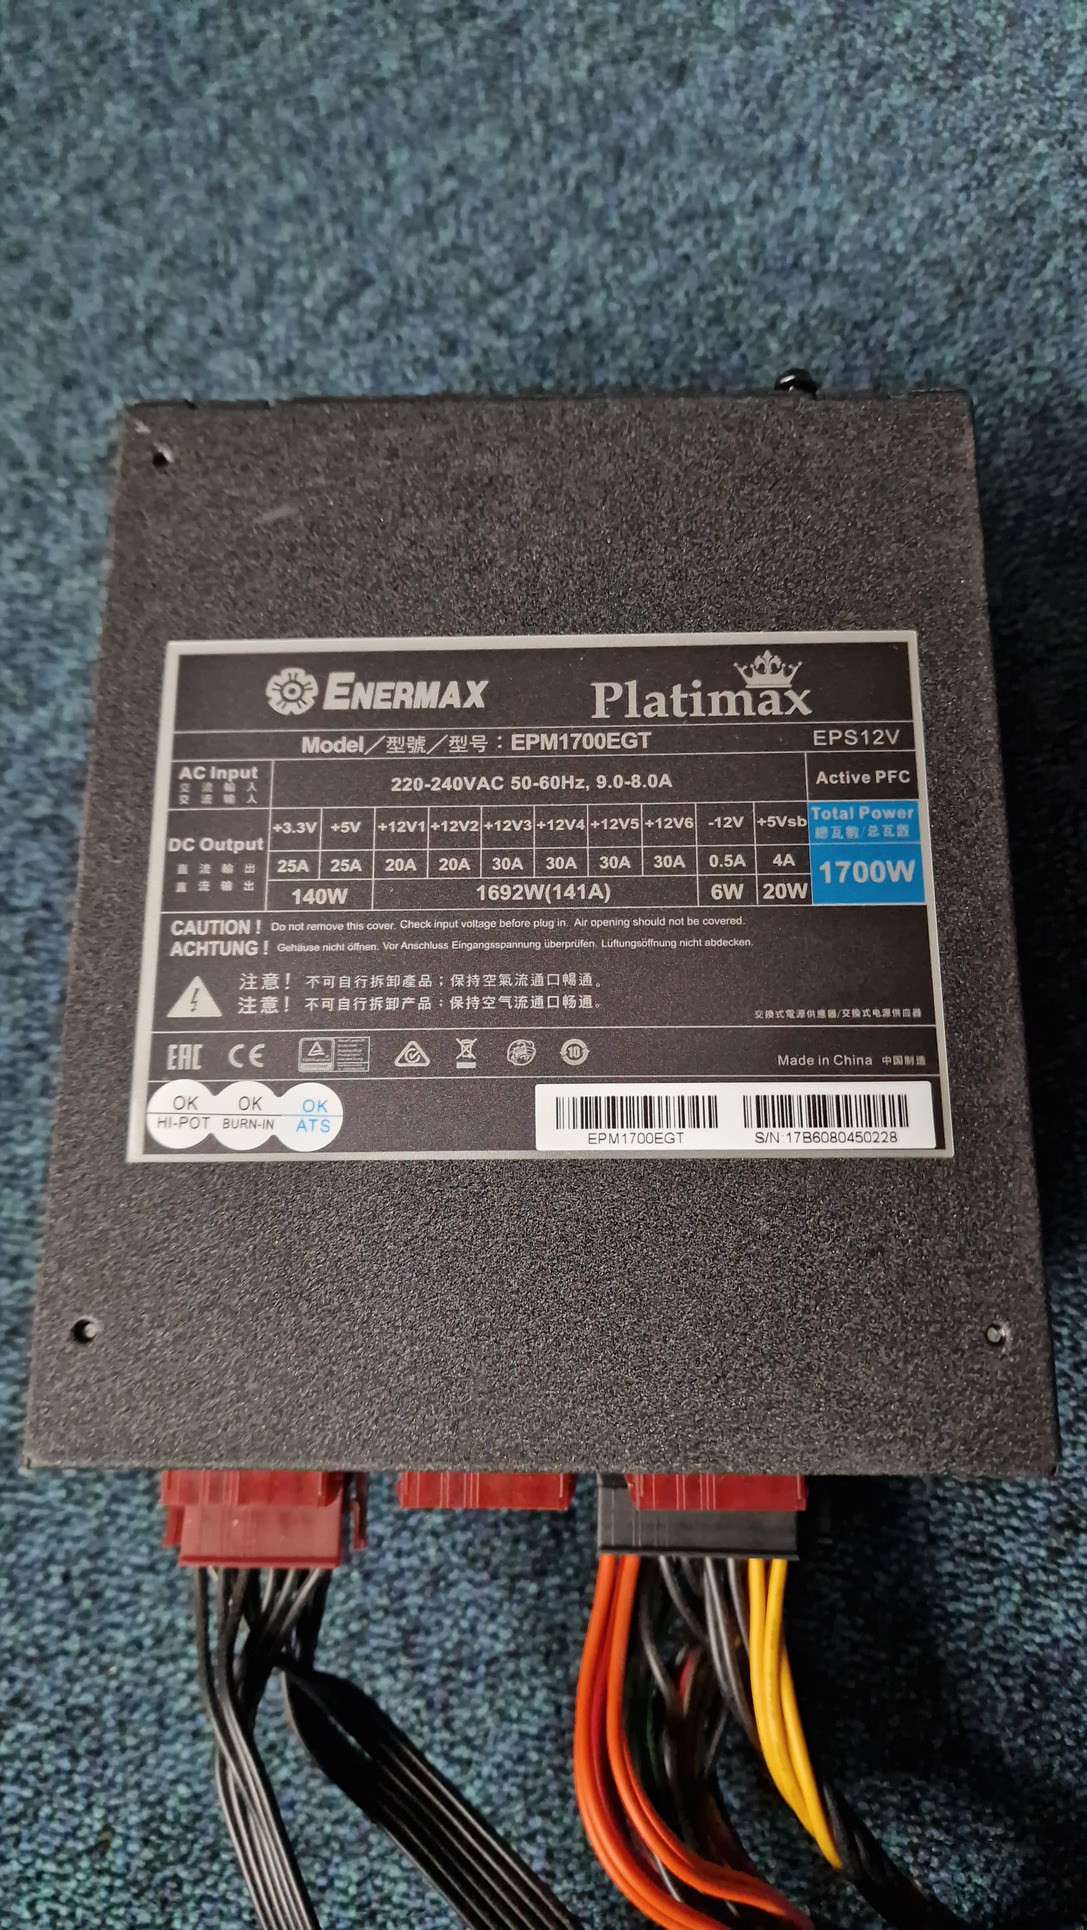 ENERMAX Platimax
Model/型號/型号：EPM1700EGT EPS12V
AC Input 220-240VAC 50-60Hz, 9.0-8.0A Active PFC
交流輸入
交流输入
+3.3V +5V +12V1 +12V2 +12V3 +12V4 +12V5 +12V6 -12V +5Vsb Total Power
總瓦數/总瓦数
DC Output
直流輸出 25A 25A 20A 20A 30A 30A 30A 30A 0.5A 4A 1700W
直流输出 140W 1692W(141A) 6W 20W
CAUTION! Do not remove this cover. Check input voltage before plug in. Air opening should not be covered.
ACHTUNG! Gehäuse nicht öffnen. Vor Anschluss Eingangsspannung überprüfen. Lüftungsöffnung nicht abdecken.
注意！不可自行拆卸產品；保持空氣流通口暢通。
注意！不可自行拆卸产品；保持空气流通口畅通。
交換式電源供應器/交换式电源供应器
EAC CE 10 Made in China 中国制造
OK OK OK
HI-POT BURN-IN ATS
EPM1700EGT S/N:17B6080450228